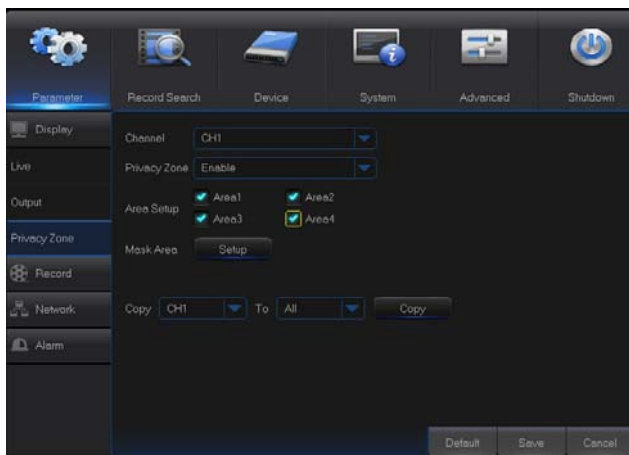 Parameter Record Search Device System Advanced Shutdown
Display
Live
Output
Privacy Zone
Record
Network
Alarm
Channel CH1
Privacy Zone Enable
Area Setup Area1 Area2
Area3 Area4
Mask Area Setup
Copy CH1 To All Copy
Default Save Cancel